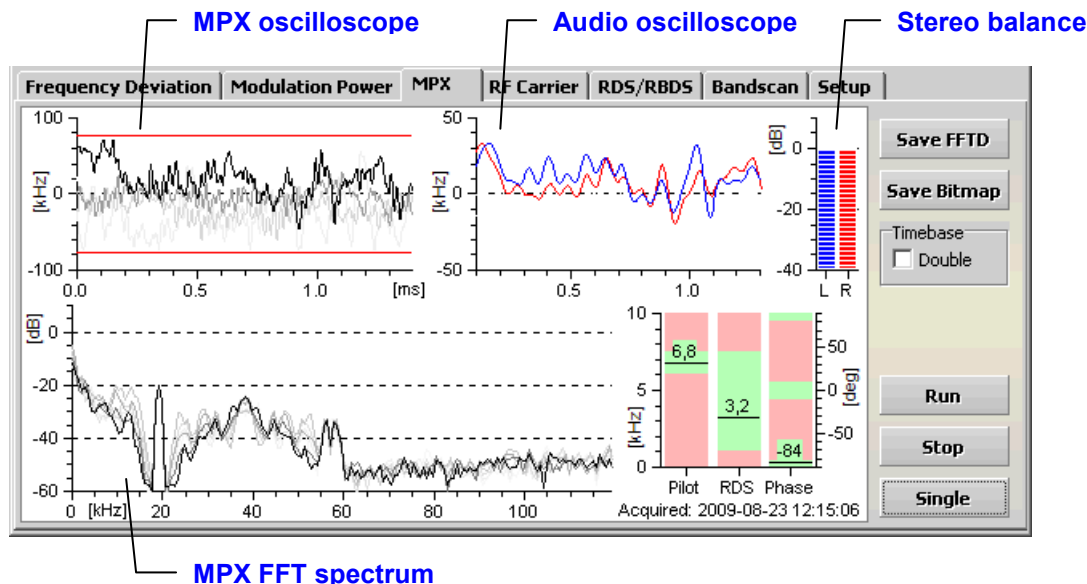 MPX oscilloscope Audio oscilloscope Stereo balance
Frequency Deviation Modulation Power MPX RF Carrier RDS/RBDS Bandscan Setup
100
[kHz]
0
-100
0.0 0.5 1.0 [ms]
50
[kHz]
0
-50
0.5 1.0
[dB]
0
-20
-40
L R
Save FFTD
Save Bitmap
Timebase
Double
[dB]
0
-20
-40
-60
0 [kHz] 20 40 60 80 100
10
5
0
[kHz]
6,8
3,2
-84
50
0
-50
[deg]
Pilot RDS Phase
Acquired: 2009-08-23 12:15:06
Run
Stop
Single
MPX FFT spectrum